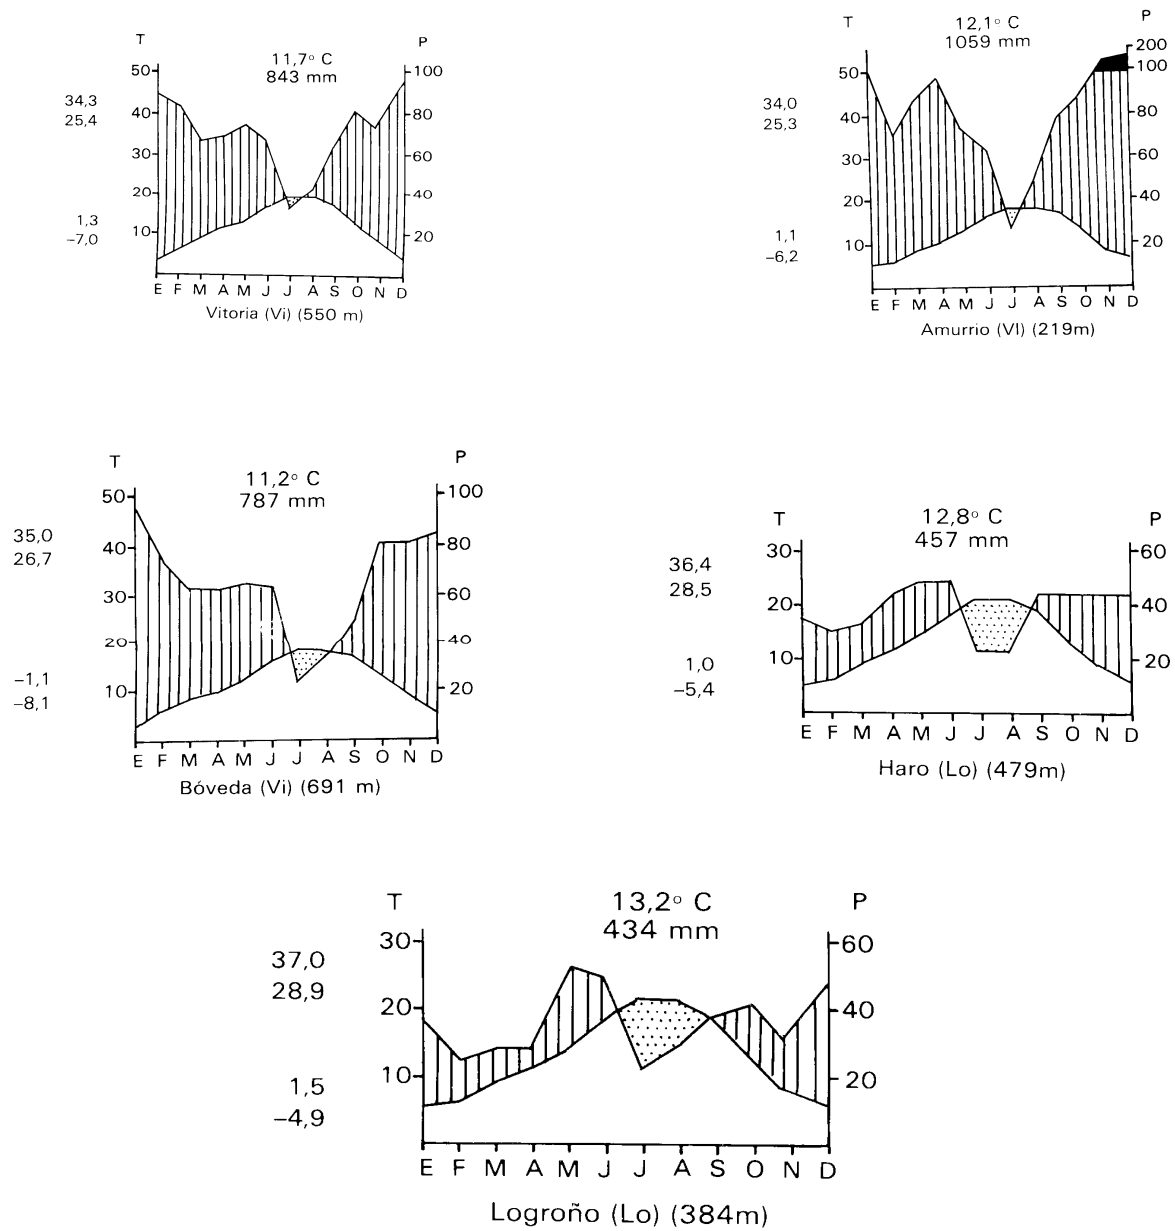 T
11,7° C
843 mm
P
50
40
30
20
10
100
80
60
40
20
34,3
25,4
1,3
–7,0
E F M A M J J A S O N D
Vitoria (Vi) (550 m)
T
12,1° C
1059 mm
P
50
40
30
20
10
200
100
80
60
40
20
34,0
25,3
1,1
–6,2
E F M A M J J A S O N D
Amurrio (VI) (219m)
T
11,2° C
787 mm
P
50
40
30
20
10
100
80
60
40
20
35,0
26,7
–1,1
–8,1
E F M A M J J A S O N D
Bóveda (Vi) (691 m)
T
12,8° C
457 mm
P
30
20
10
60
40
20
36,4
28,5
1,0
–5,4
E F M A M J J A S O N D
Haro (Lo) (479m)
T
13,2° C
434 mm
P
30
20
10
60
40
20
37,0
28,9
1,5
–4,9
E F M A M J J A S O N D
Logroño (Lo) (384m)